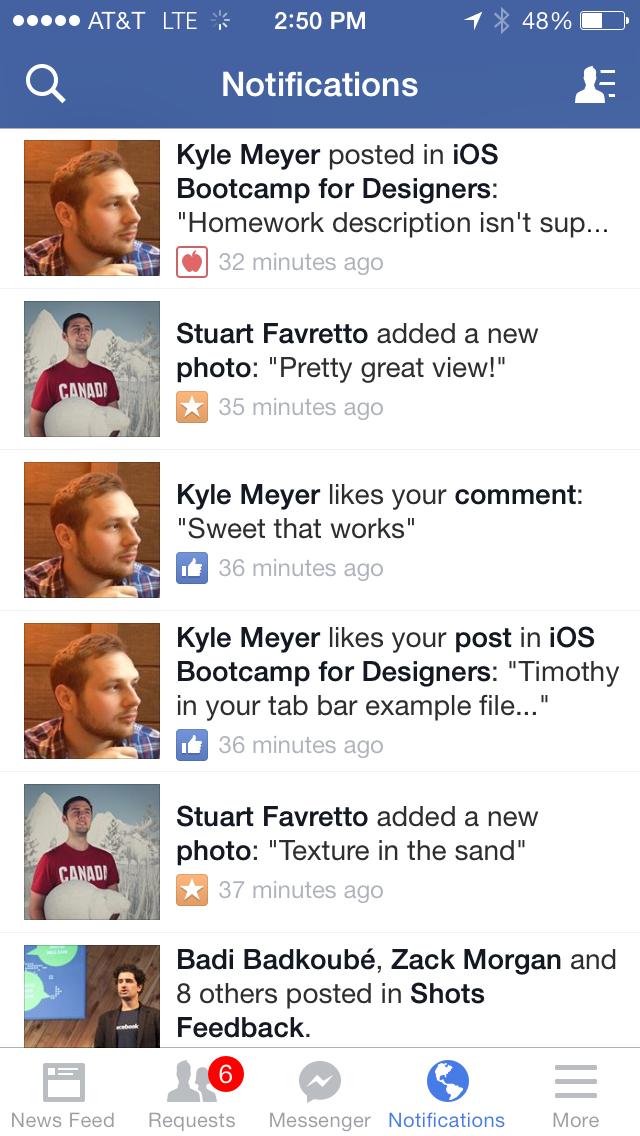 AT&T LTE 2:50 PM 48%
Notifications
Kyle Meyer posted in iOS
Bootcamp for Designers:
"Homework description isn't sup...
32 minutes ago
CANADA
Stuart Favretto added a new
photo: "Pretty great view!"
35 minutes ago
Kyle Meyer likes your comment:
"Sweet that works"
36 minutes ago
Kyle Meyer likes your post in iOS
Bootcamp for Designers: "Timothy
in your tab bar example file..."
36 minutes ago
CANADA
Stuart Favretto added a new
photo: "Texture in the sand"
37 minutes ago
facebook
Badi Badkoubé, Zack Morgan and
8 others posted in Shots
Feedback.
6
News Feed Requests Messenger Notifications More